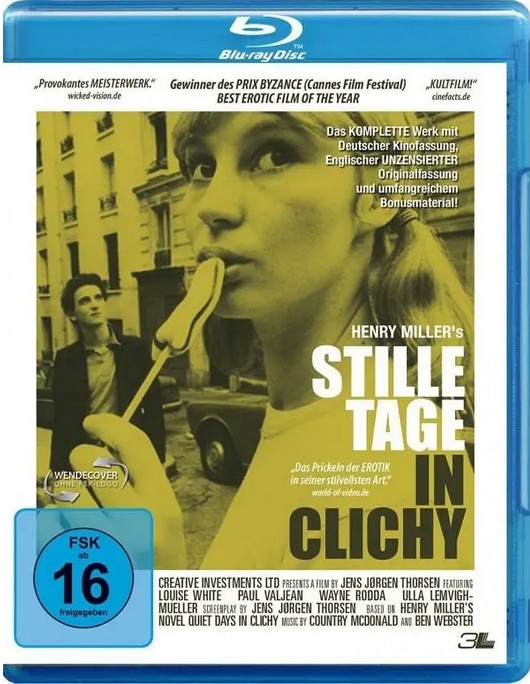 Blu-ray Disc
TM
„Provokantes MEISTERWERK.“
wicked-vision.de
Gewinner des PRIX BYZANCE (Cannes Film Festival)
BEST EROTIC FILM OF THE YEAR
„KULTFILM!“
cinefacts.de
Das KOMPLETTE Werk mit
Deutscher Kinofassung,
Englischer UNZENSIERTER
Originalfassung
und umfangreichem
Bonusmaterial!
HENRY MILLER's
STILLE
TAGE
IN
CLICHY
„Das Prickeln der EROTIK
in seiner stilvollsten Art.“
world-of-video.de
WENDECOVER
OHNE FSK-LOGO
FSK
ab
16
freigegeben
CREATIVE INVESTMENTS LTD PRESENTS A FILM BY JENS JØRGEN THORSEN FEATURING
LOUISE WHITE PAUL VALJEAN WAYNE RODDA ULLA LEMVIGH-
MUELLER SCREENPLAY BY JENS JØRGEN THORSEN BASED ON HENRY MILLER'S
NOVEL QUIET DAYS IN CLICHY MUSIC BY COUNTRY MCDONALD AND BEN WEBSTER
3L